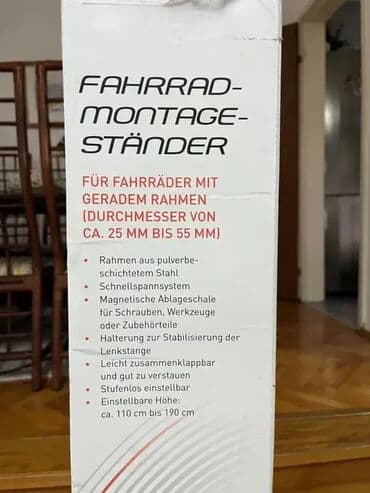 FAHRRAD-
MONTAGE-
STÄNDER
FÜR FAHRRÄDER MIT
GERADEM RAHMEN
(DURCHMESSER VON
CA. 25 MM BIS 55 MM)
• Rahmen aus pulverbe-
schichtetem Stahl
• Schnellspannsystem
• Magnetische Ablageschale
für Schrauben, Werkzeuge
oder Zubehörteile
• Halterung zur Stabilisierung der
Lenkstange
• Leicht zusammenklappbar
und gut zu verstauen
• Stufenlos einstellbar
• Einstellbare Höhe:
ca. 110 cm bis 190 cm